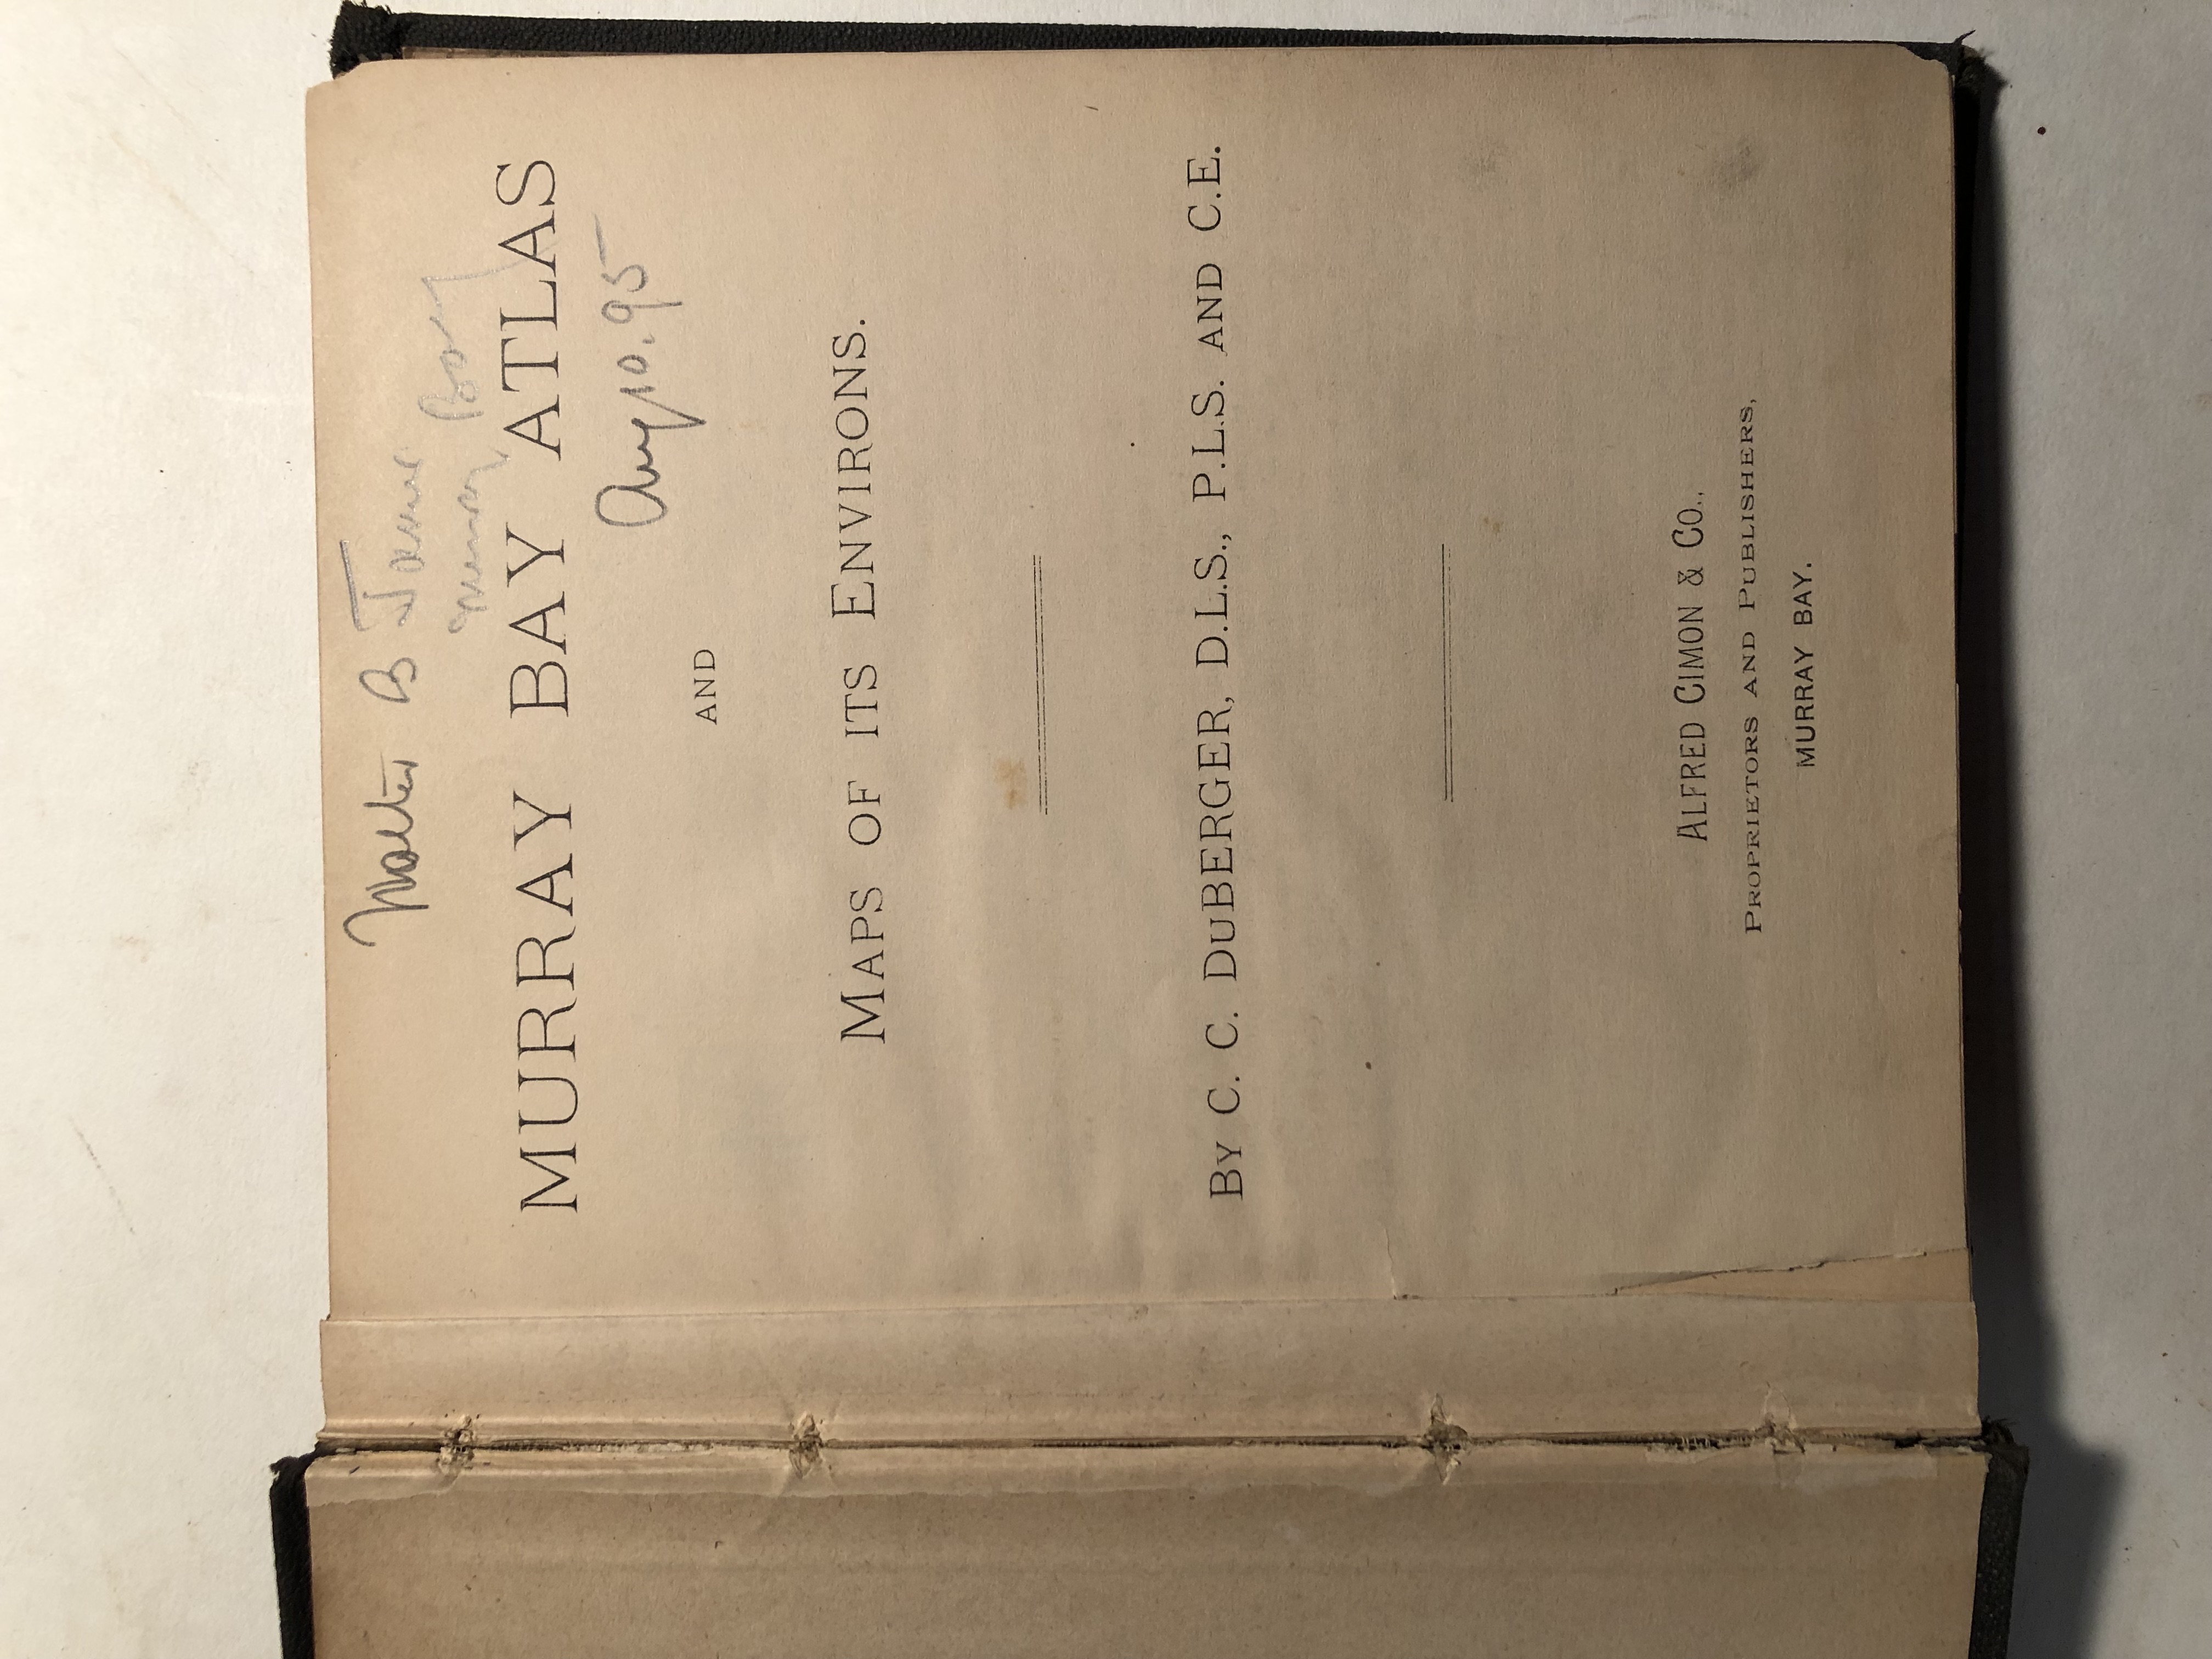 Walter B
Murray Bay
MURRAY BAY ATLAS
Aug 10. 95
AND
MAPS OF ITS ENVIRONS.
BY C. C. DUBERGER, D.L.S., P.L.S. AND C.E.
ALFRED CIMON & CO.,
PROPRIETORS AND PUBLISHERS,
MURRAY BAY.